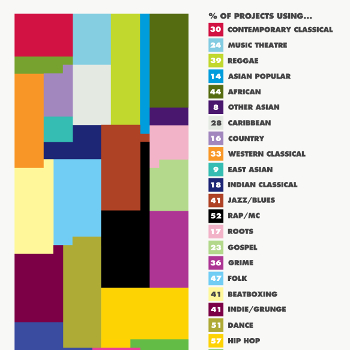 % OF PROJECTS USING...
30 CONTEMPORARY CLASSICAL
24 MUSIC THEATRE
39 REGGAE
14 ASIAN POPULAR
44 AFRICAN
8 OTHER ASIAN
28 CARIBBEAN
16 COUNTRY
33 WESTERN CLASSICAL
9 EAST ASIAN
18 INDIAN CLASSICAL
41 JAZZ/BLUES
52 RAP/MC
17 ROOTS
23 GOSPEL
36 GRIME
47 FOLK
41 BEATBOXING
41 INDIE/GRUNGE
51 DANCE
57 HIP HOP